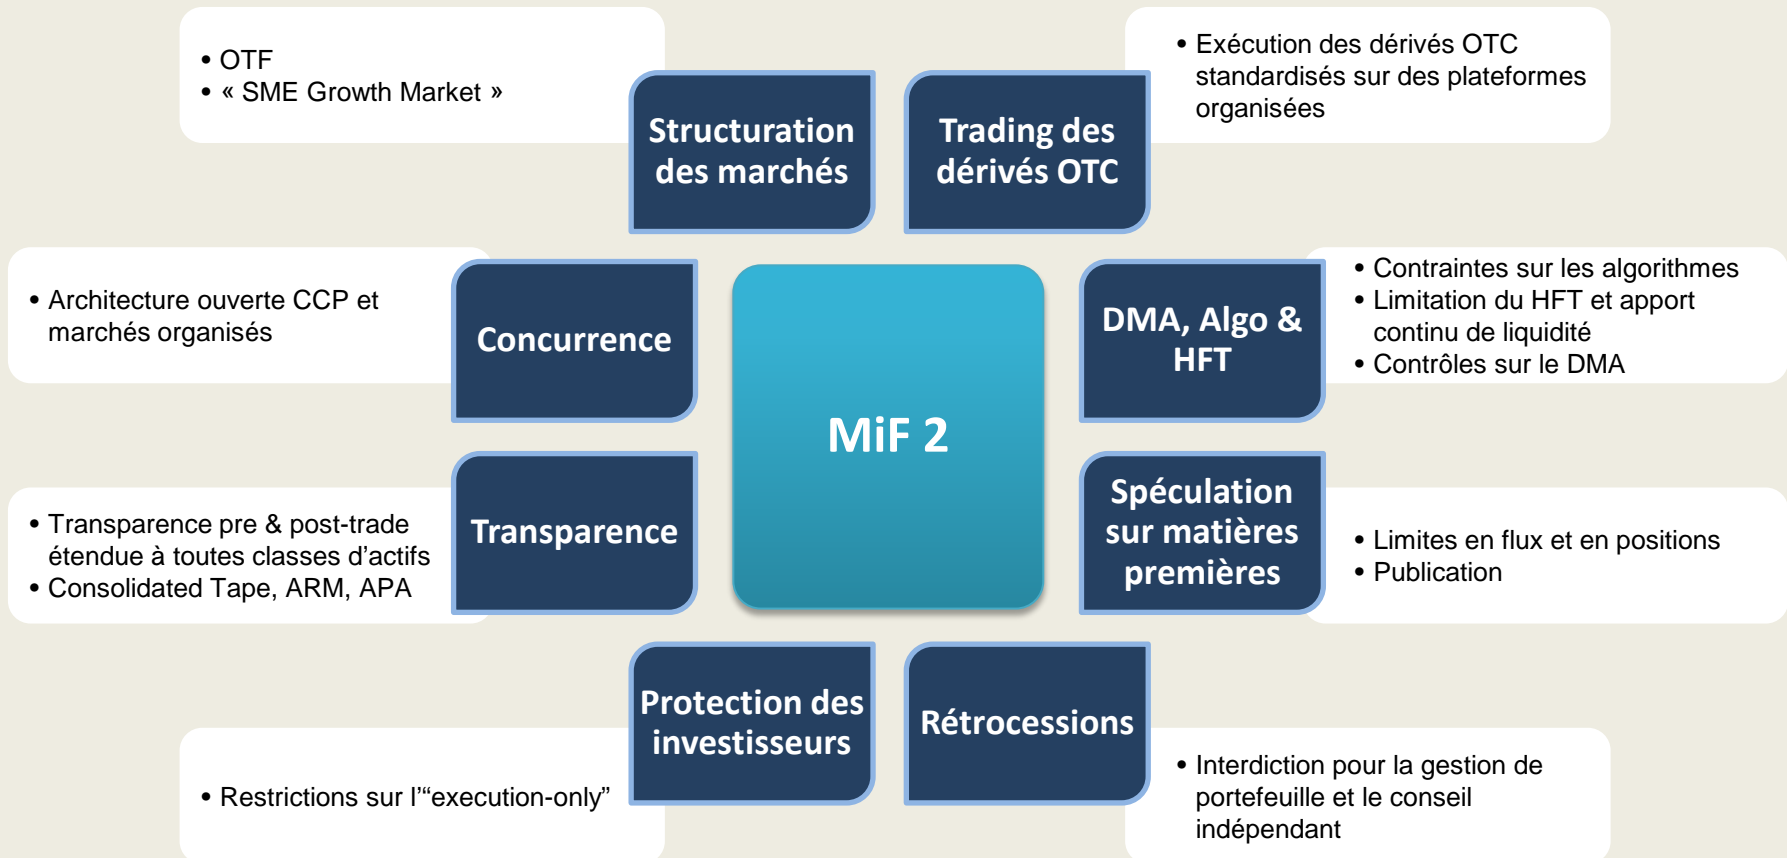 • OTF
• « SME Growth Market »
Structuration
des marchés
Trading des
dérivés OTC
• Exécution des dérivés OTC
standardisés sur des plateformes
organisées
• Architecture ouverte CCP et
marchés organisés
Concurrence
MiF 2
DMA, Algo &
HFT
• Contraintes sur les algorithmes
• Limitation du HFT et apport
continu de liquidité
• Contrôles sur le DMA
• Transparence pre & post-trade
étendue à toutes classes d’actifs
• Consolidated Tape, ARM, APA
Transparence
Spéculation
sur matières
premières
• Limites en flux et en positions
• Publication
• Restrictions sur l’“execution-only”
Protection des
investisseurs
Rétrocessions
• Interdiction pour la gestion de
portefeuille et le conseil
indépendant